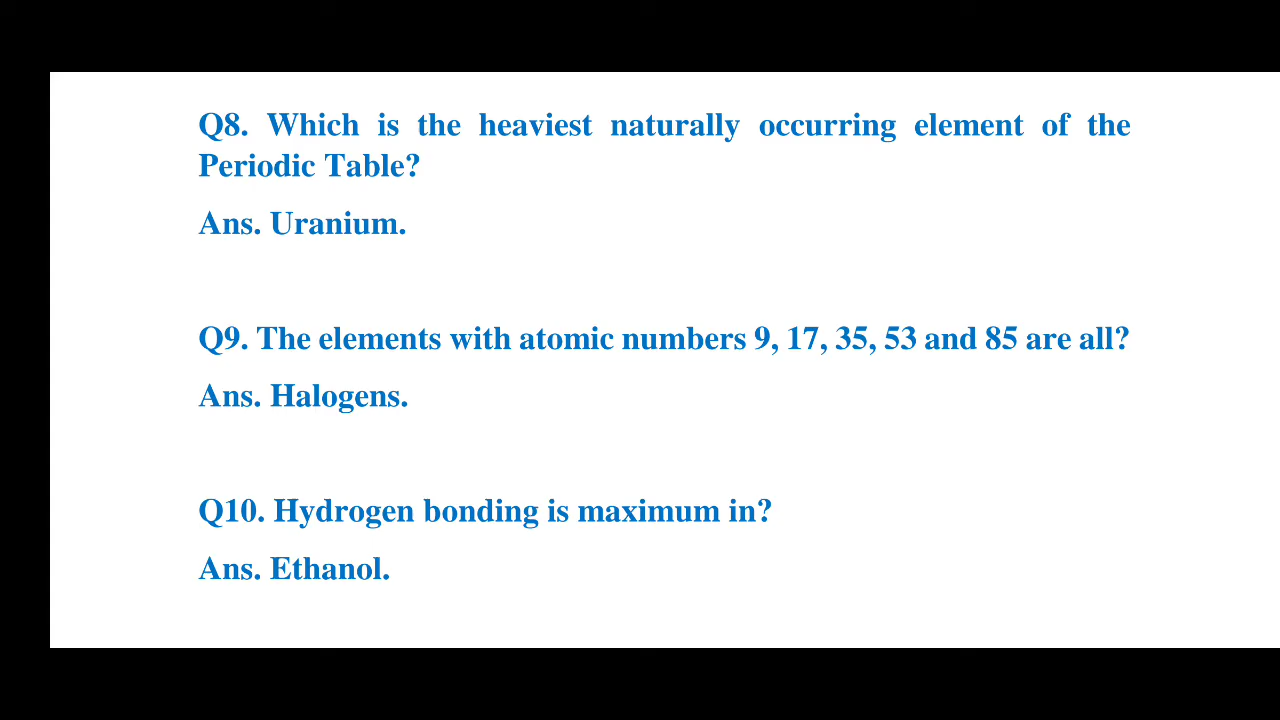 Q8. Which is the heaviest naturally occurring element of the
Periodic Table?
Ans. Uranium.
Q9. The elements with atomic numbers 9, 17, 35, 53 and 85 are all?
Ans. Halogens.
Q10. Hydrogen bonding is maximum in?
Ans. Ethanol.